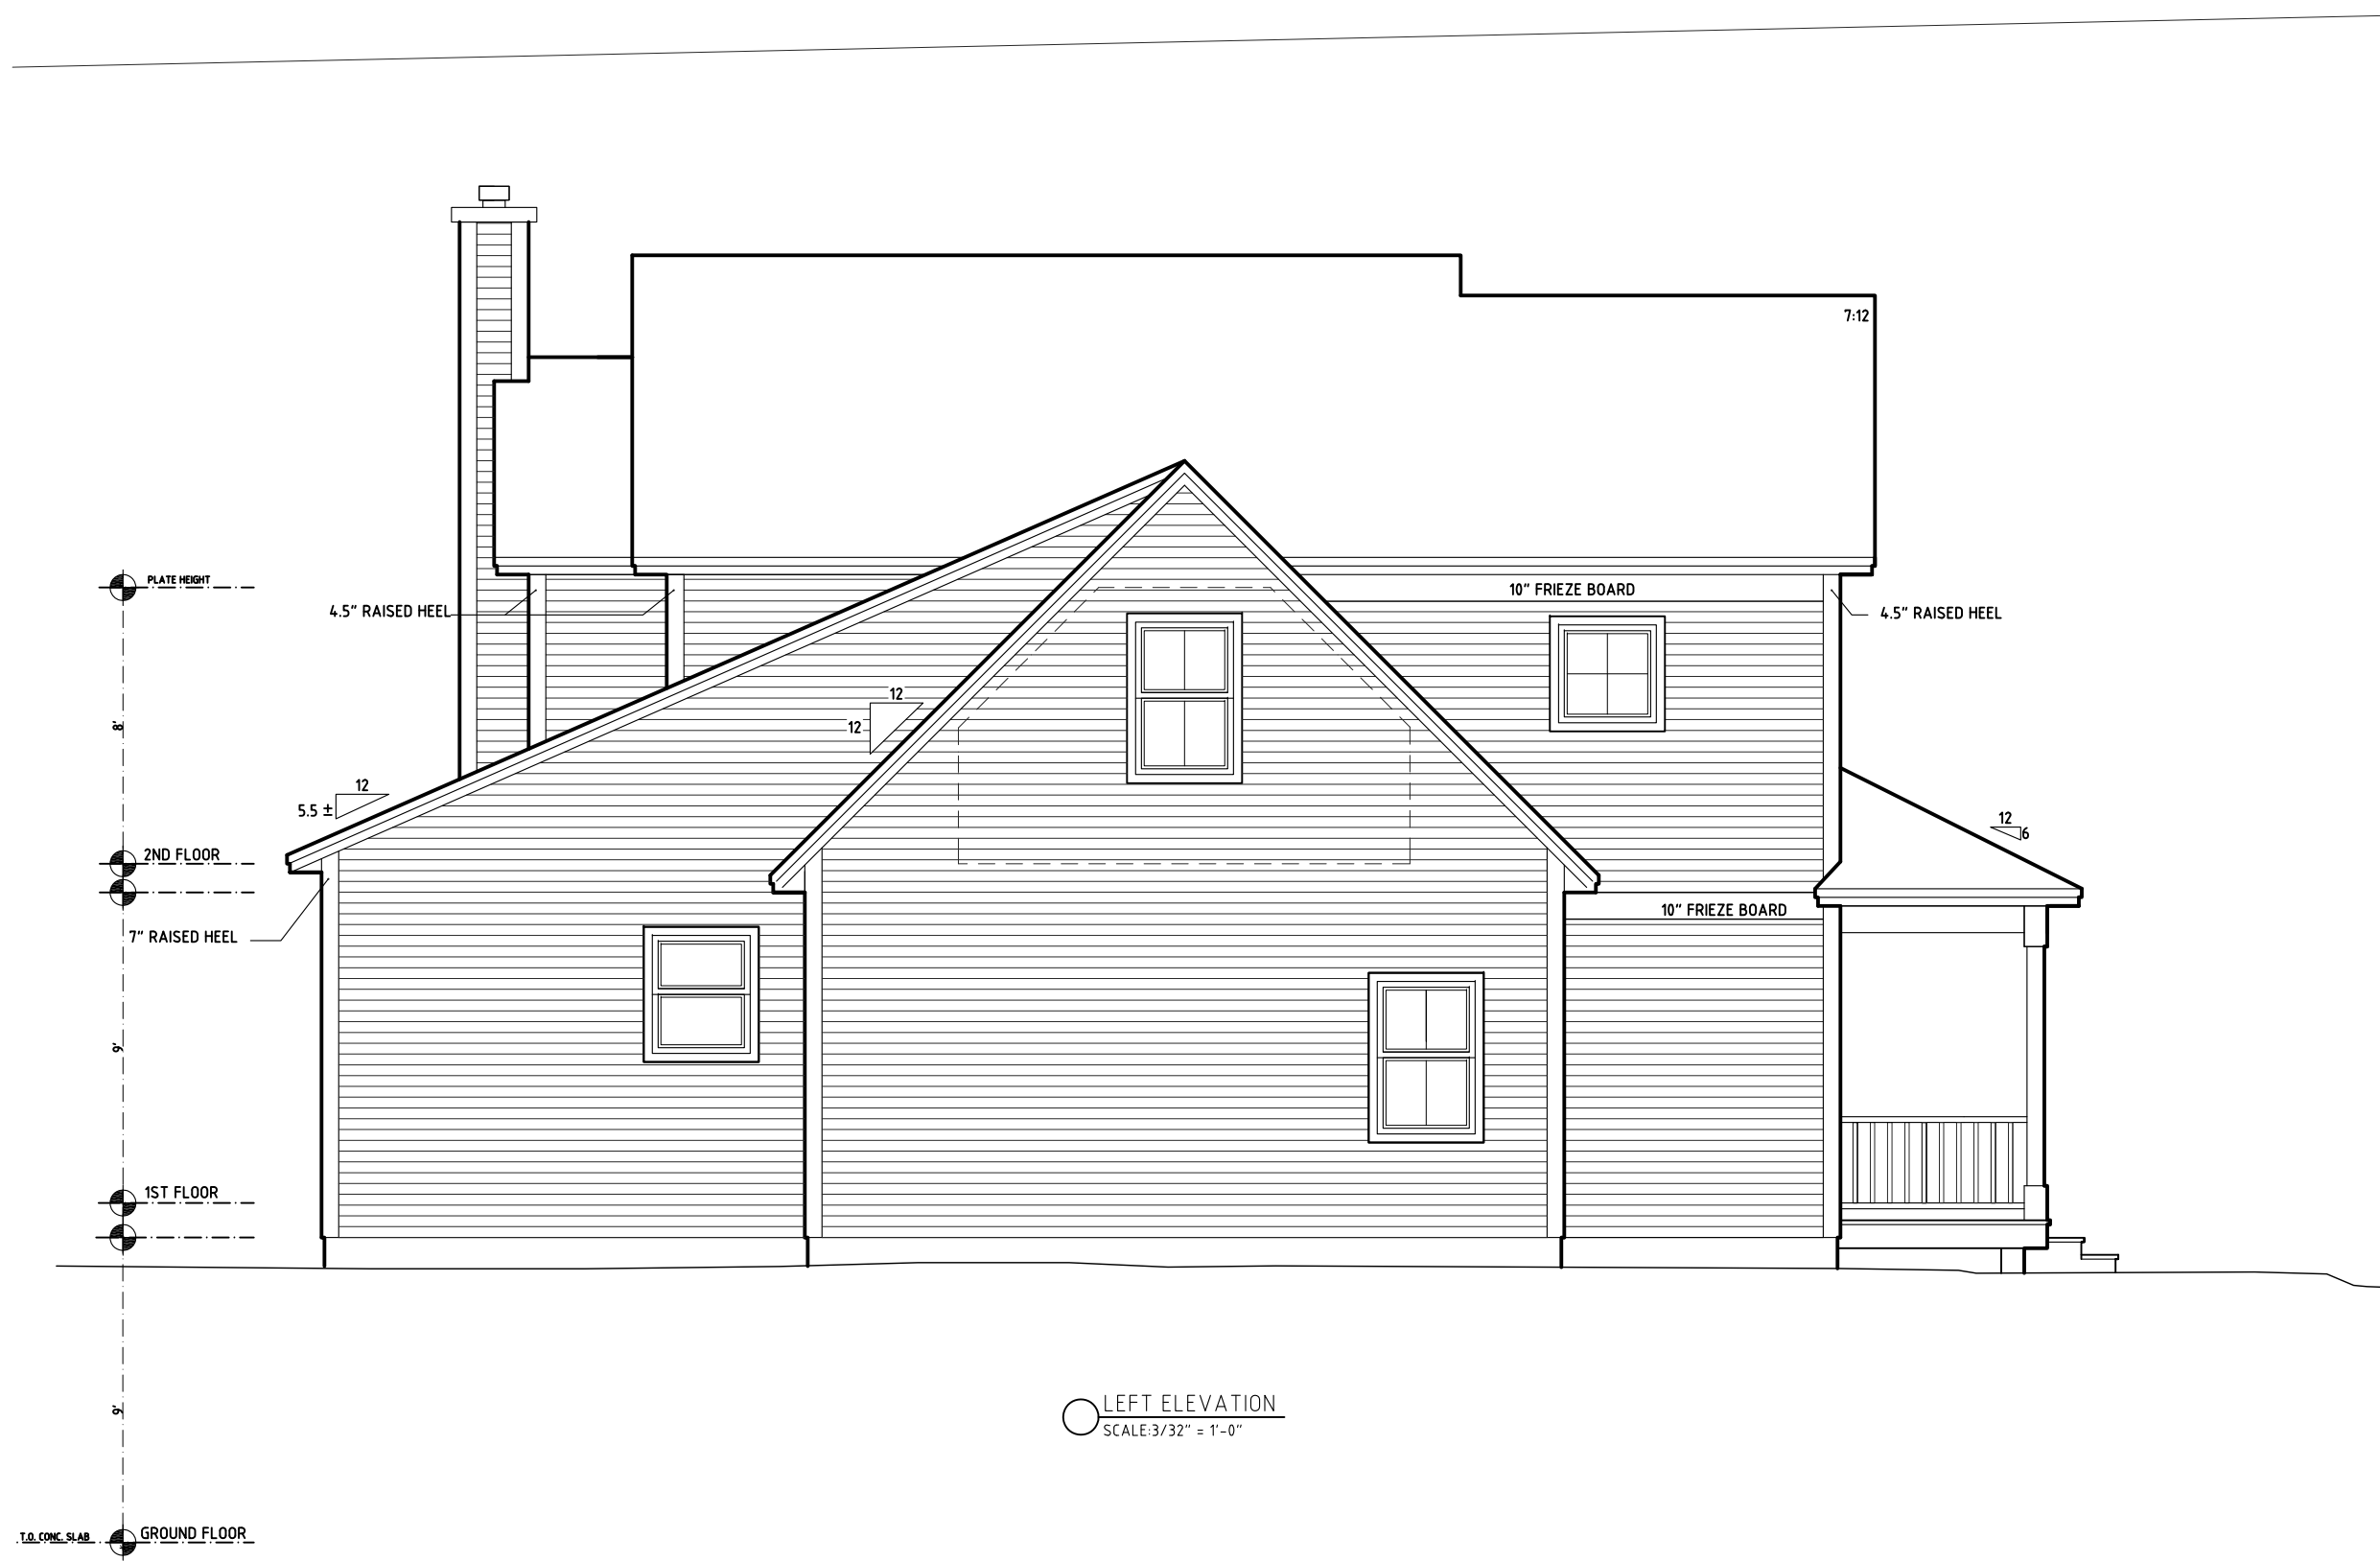 7:12
PLATE HEIGHT
10" FRIEZE BOARD
4.5" RAISED HEEL
4.5" RAISED HEEL
12
12
8'
12
5.5 ±
12
6
2ND FLOOR
10" FRIEZE BOARD
7" RAISED HEEL
9'
1ST FLOOR
LEFT ELEVATION
SCALE:3/32" = 1'-0"
9'
T.O. CONC. SLAB
GROUND FLOOR